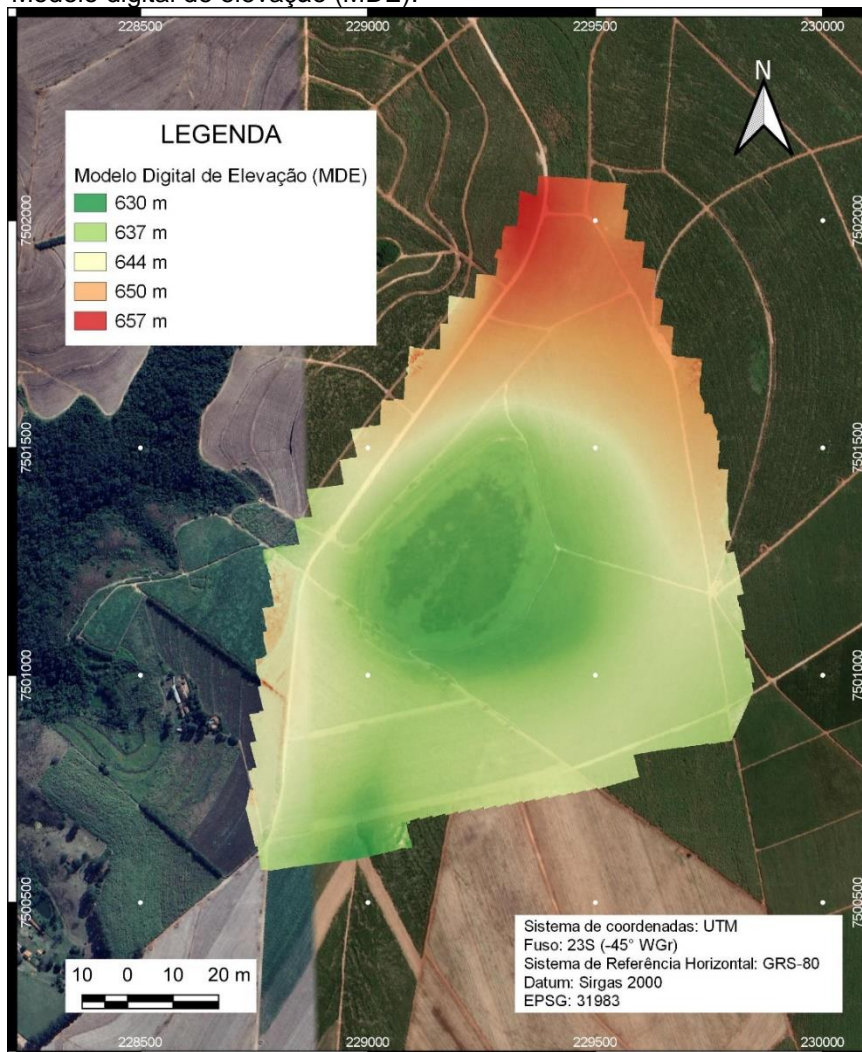 Modelo digital de elevação (MDE).
228500 229000 229500 230000
N
LEGENDA
Modelo Digital de Elevação (MDE)
630 m
637 m
644 m
650 m
657 m
7502000
7502000
7501500
7501500
7501000
7501000
7500500
7500500
Sistema de coordenadas: UTM
Fuso: 23S (-45° WGr)
Sistema de Referência Horizontal: GRS-80
Datum: Sirgas 2000
EPSG: 31983
10 0 10 20 m
228500 229000 229500 230000